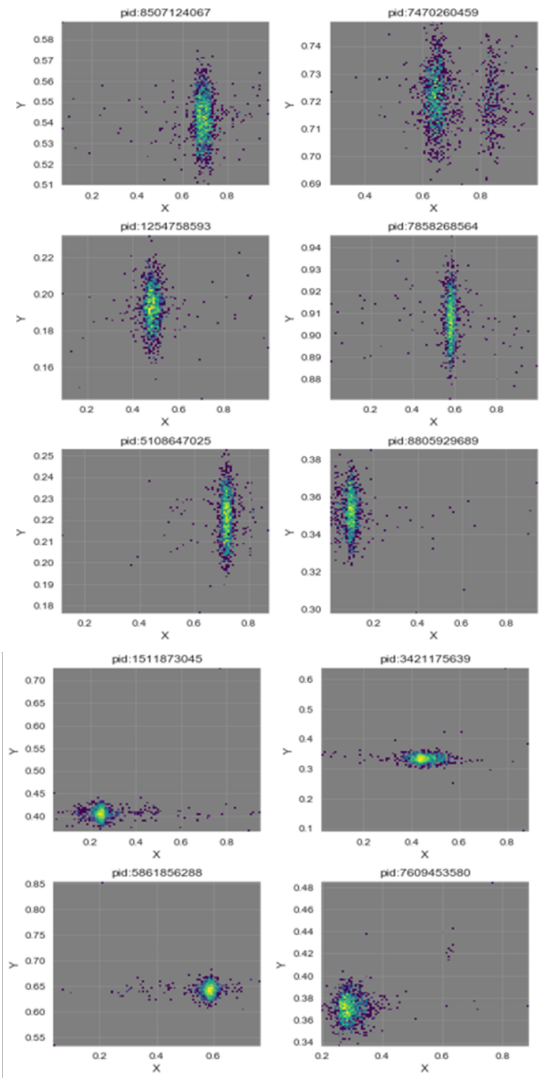 pid:8507124067 pid:7470260459
0.58 0.74
0.57
0.56 0.73
0.55 0.72
0.54
0.53 0.71
0.52 0.70
0.51 0.69
Y Y
0.2 0.4 0.6 0.8 0.4 0.6 0.8
X X
pid:1254758593 pid:7858268564
0.22 0.94
0.93
0.20 0.92
0.91
0.18 0.90
0.89
0.16 0.88
Y Y
0.2 0.4 0.6 0.8 0.2 0.4 0.6 0.8
X X
pid:5108647025 pid:8805929689
0.25 0.38
0.24
0.23 0.36
0.22
0.21 0.34
0.20 0.32
0.19
0.18 0.30
Y Y
0.2 0.4 0.6 0.8 0.2 0.4 0.6 0.8
X X
pid:1511873045 pid:3421175639
0.70 0.6
0.65 0.5
0.60
0.55 0.4
0.50 0.3
0.45 0.2
0.40 0.1
Y Y
0.2 0.4 0.6 0.8 0.2 0.4 0.6 0.8
X X
pid:5861856288 pid:7609453580
0.85 0.48
0.80 0.46
0.75 0.44
0.70 0.42
0.65 0.40
0.60 0.38
0.55 0.36
0.34
Y Y
0.2 0.4 0.6 0.2 0.4 0.6 0.8
X X